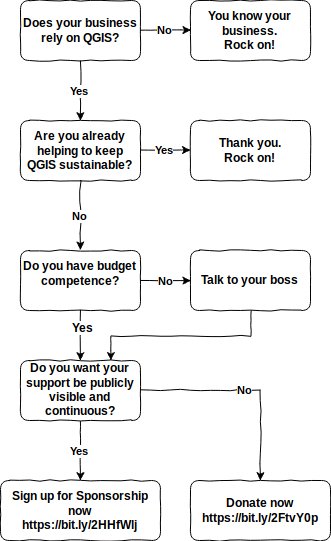 Does your business
rely on QGIS?
No
You know your
business.
Rock on!
Yes
Are you already
helping to keep
QGIS sustainable?
Yes
Thank you.
Rock on!
No
Do you have budget
competence?
No
Talk to your boss
Yes
Do you want your
support be publicly
visible and
continuous?
No
Yes
Sign up for Sponsorship
now
https://bit.ly/2HHfWlj
Donate now
https://bit.ly/2FtvY0p